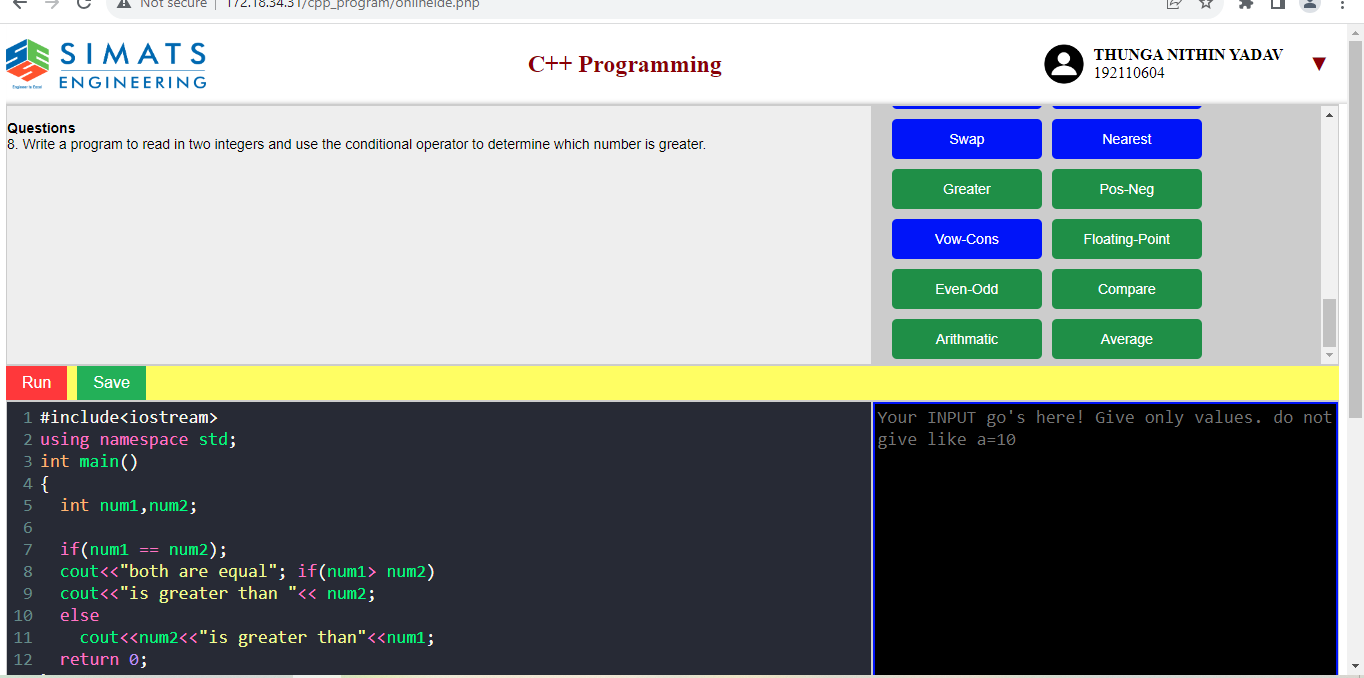 Not secure | 172.18.34.31/cpp_program/onlineide.php
SIMATS
ENGINEERING
Engineer to Excel
C++ Programming
THUNGA NITHIN YADAV
192110604
▼
Questions
8. Write a program to read in two integers and use the conditional operator to determine which number is greater.
Swap
Nearest
Greater
Pos-Neg
Vow-Cons
Floating-Point
Even-Odd
Compare
Arithmatic
Average
Run
Save
1 #include<iostream>
2 using namespace std;
3 int main()
4 {
5   int num1,num2;
6
7   if(num1 == num2);
8   cout<<"both are equal"; if(num1> num2)
9   cout<<"is greater than "<< num2;
10   else
11     cout<<num2<<"is greater than"<<num1;
12   return 0;
Your INPUT go's here! Give only values. do not
give like a=10